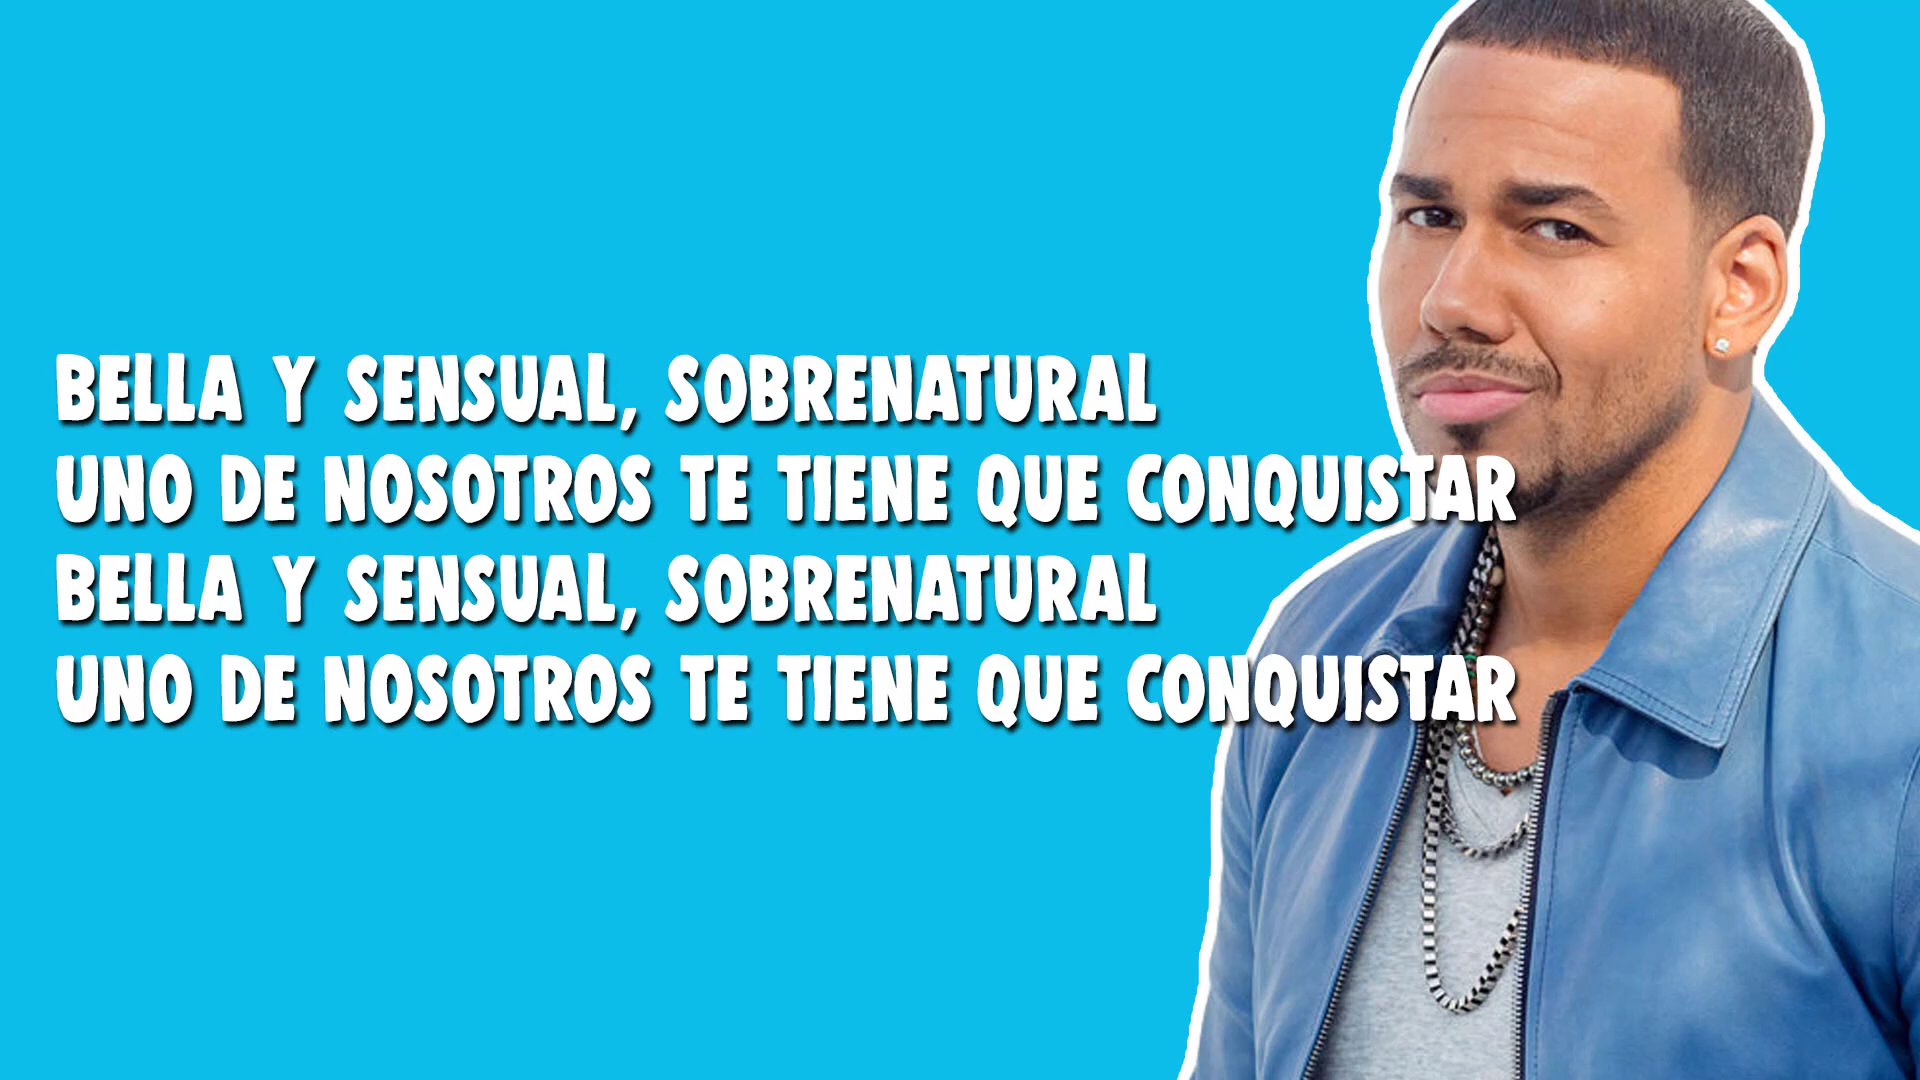 BELLA Y SENSUAL, SOBRENATURAL
UNO DE NOSOTROS TE TIENE QUE CONQUISTAR
BELLA Y SENSUAL, SOBRENATURAL
UNO DE NOSOTROS TE TIENE QUE CONQUISTAR